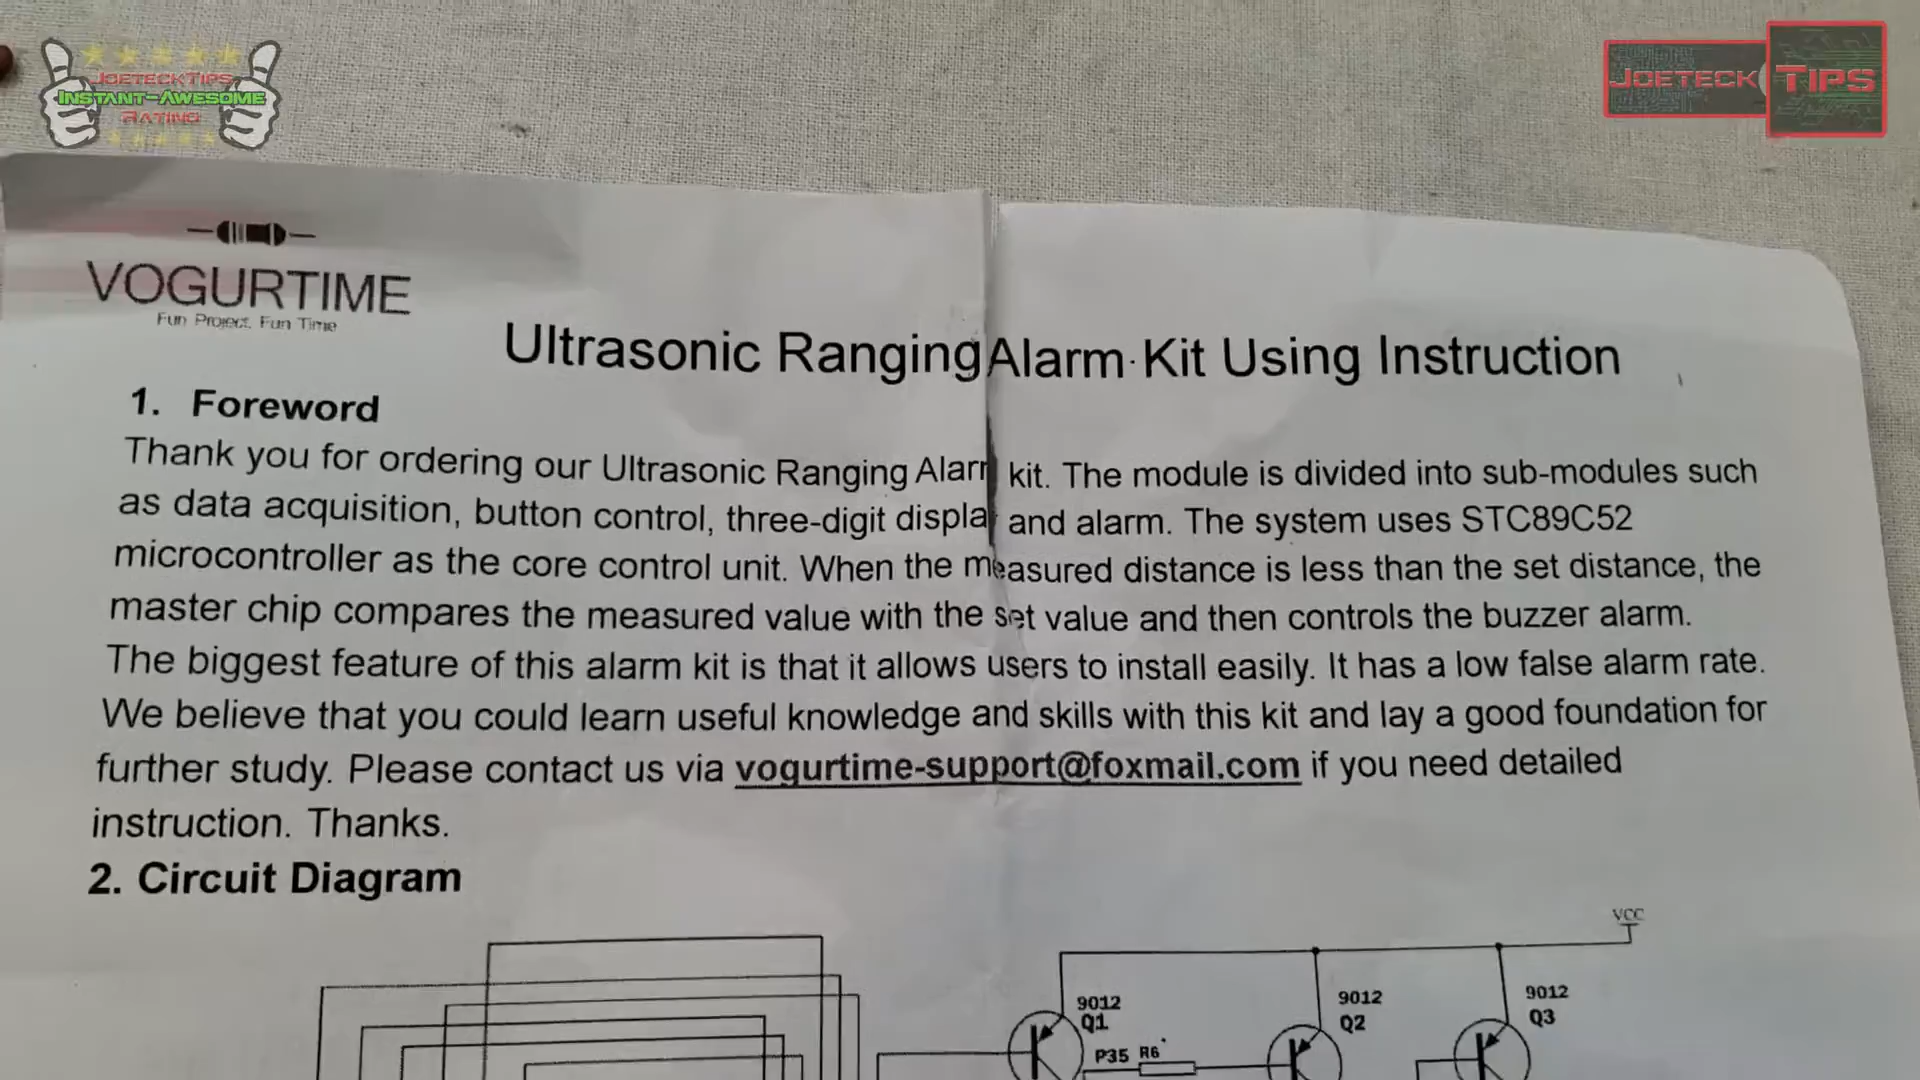 JOETECKTIPS
INSTANT-AWESOME
RATING
JOETECK TIPS
VOGURTIME
Fun Project, Fun Time
Ultrasonic Ranging Alarm Kit Using Instruction
1. Foreword
Thank you for ordering our Ultrasonic Ranging Alarm kit. The module is divided into sub-modules such
as data acquisition, button control, three-digit display and alarm. The system uses STC89C52
microcontroller as the core control unit. When the measured distance is less than the set distance, the
master chip compares the measured value with the set value and then controls the buzzer alarm.
The biggest feature of this alarm kit is that it allows users to install easily. It has a low false alarm rate.
We believe that you could learn useful knowledge and skills with this kit and lay a good foundation for
further study. Please contact us via vogurtime-support@foxmail.com if you need detailed
instruction. Thanks.
2. Circuit Diagram
VCC
9012
Q1
9012
Q2
9012
Q3
P35 R6